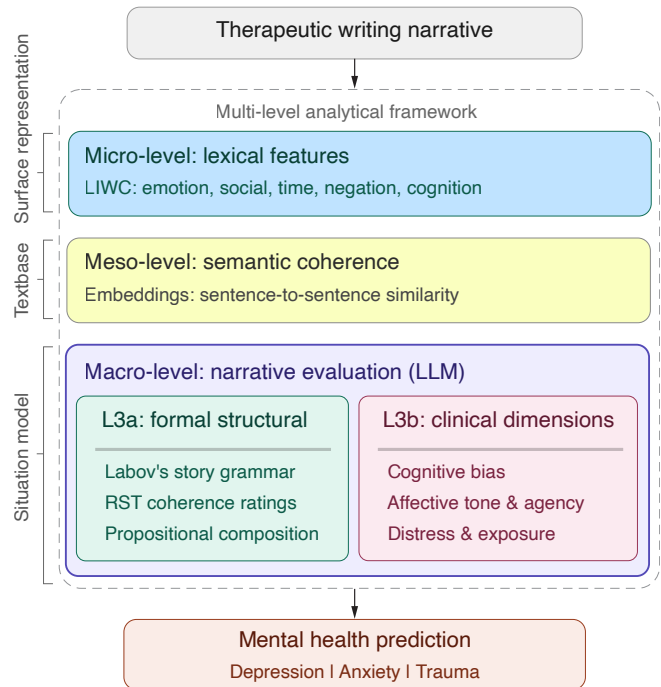 Therapeutic writing narrative
Multi-level analytical framework
Surface representation
Micro-level: lexical features
LIWC: emotion, social, time, negation, cognition
Textbase
Meso-level: semantic coherence
Embeddings: sentence-to-sentence similarity
Situation model
Macro-level: narrative evaluation (LLM)
L3a: formal structural
Labov's story grammar
RST coherence ratings
Propositional composition
L3b: clinical dimensions
Cognitive bias
Affective tone & agency
Distress & exposure
Mental health prediction
Depression | Anxiety | Trauma